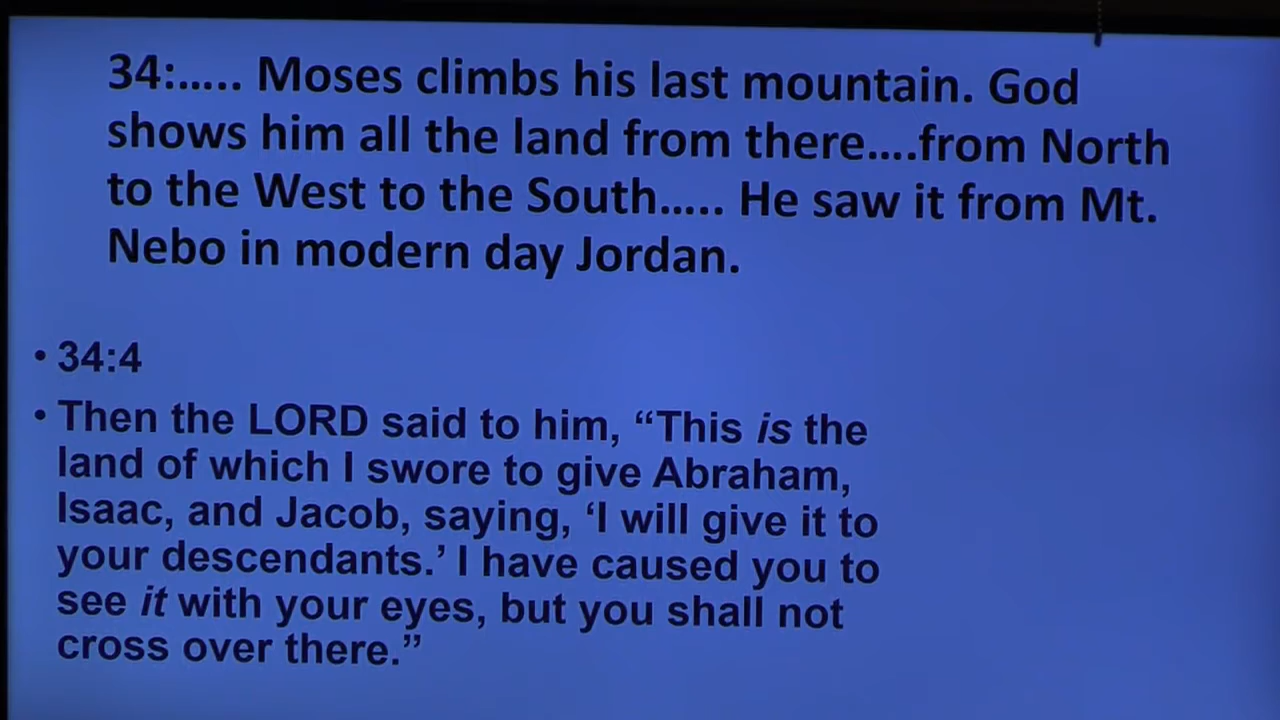 34:..... Moses climbs his last mountain. God
shows him all the land from there....from North
to the West to the South..... He saw it from Mt.
Nebo in modern day Jordan.
• 34:4
• Then the LORD said to him, “This is the
land of which I swore to give Abraham,
Isaac, and Jacob, saying, ‘I will give it to
your descendants.’ I have caused you to
see it with your eyes, but you shall not
cross over there.”